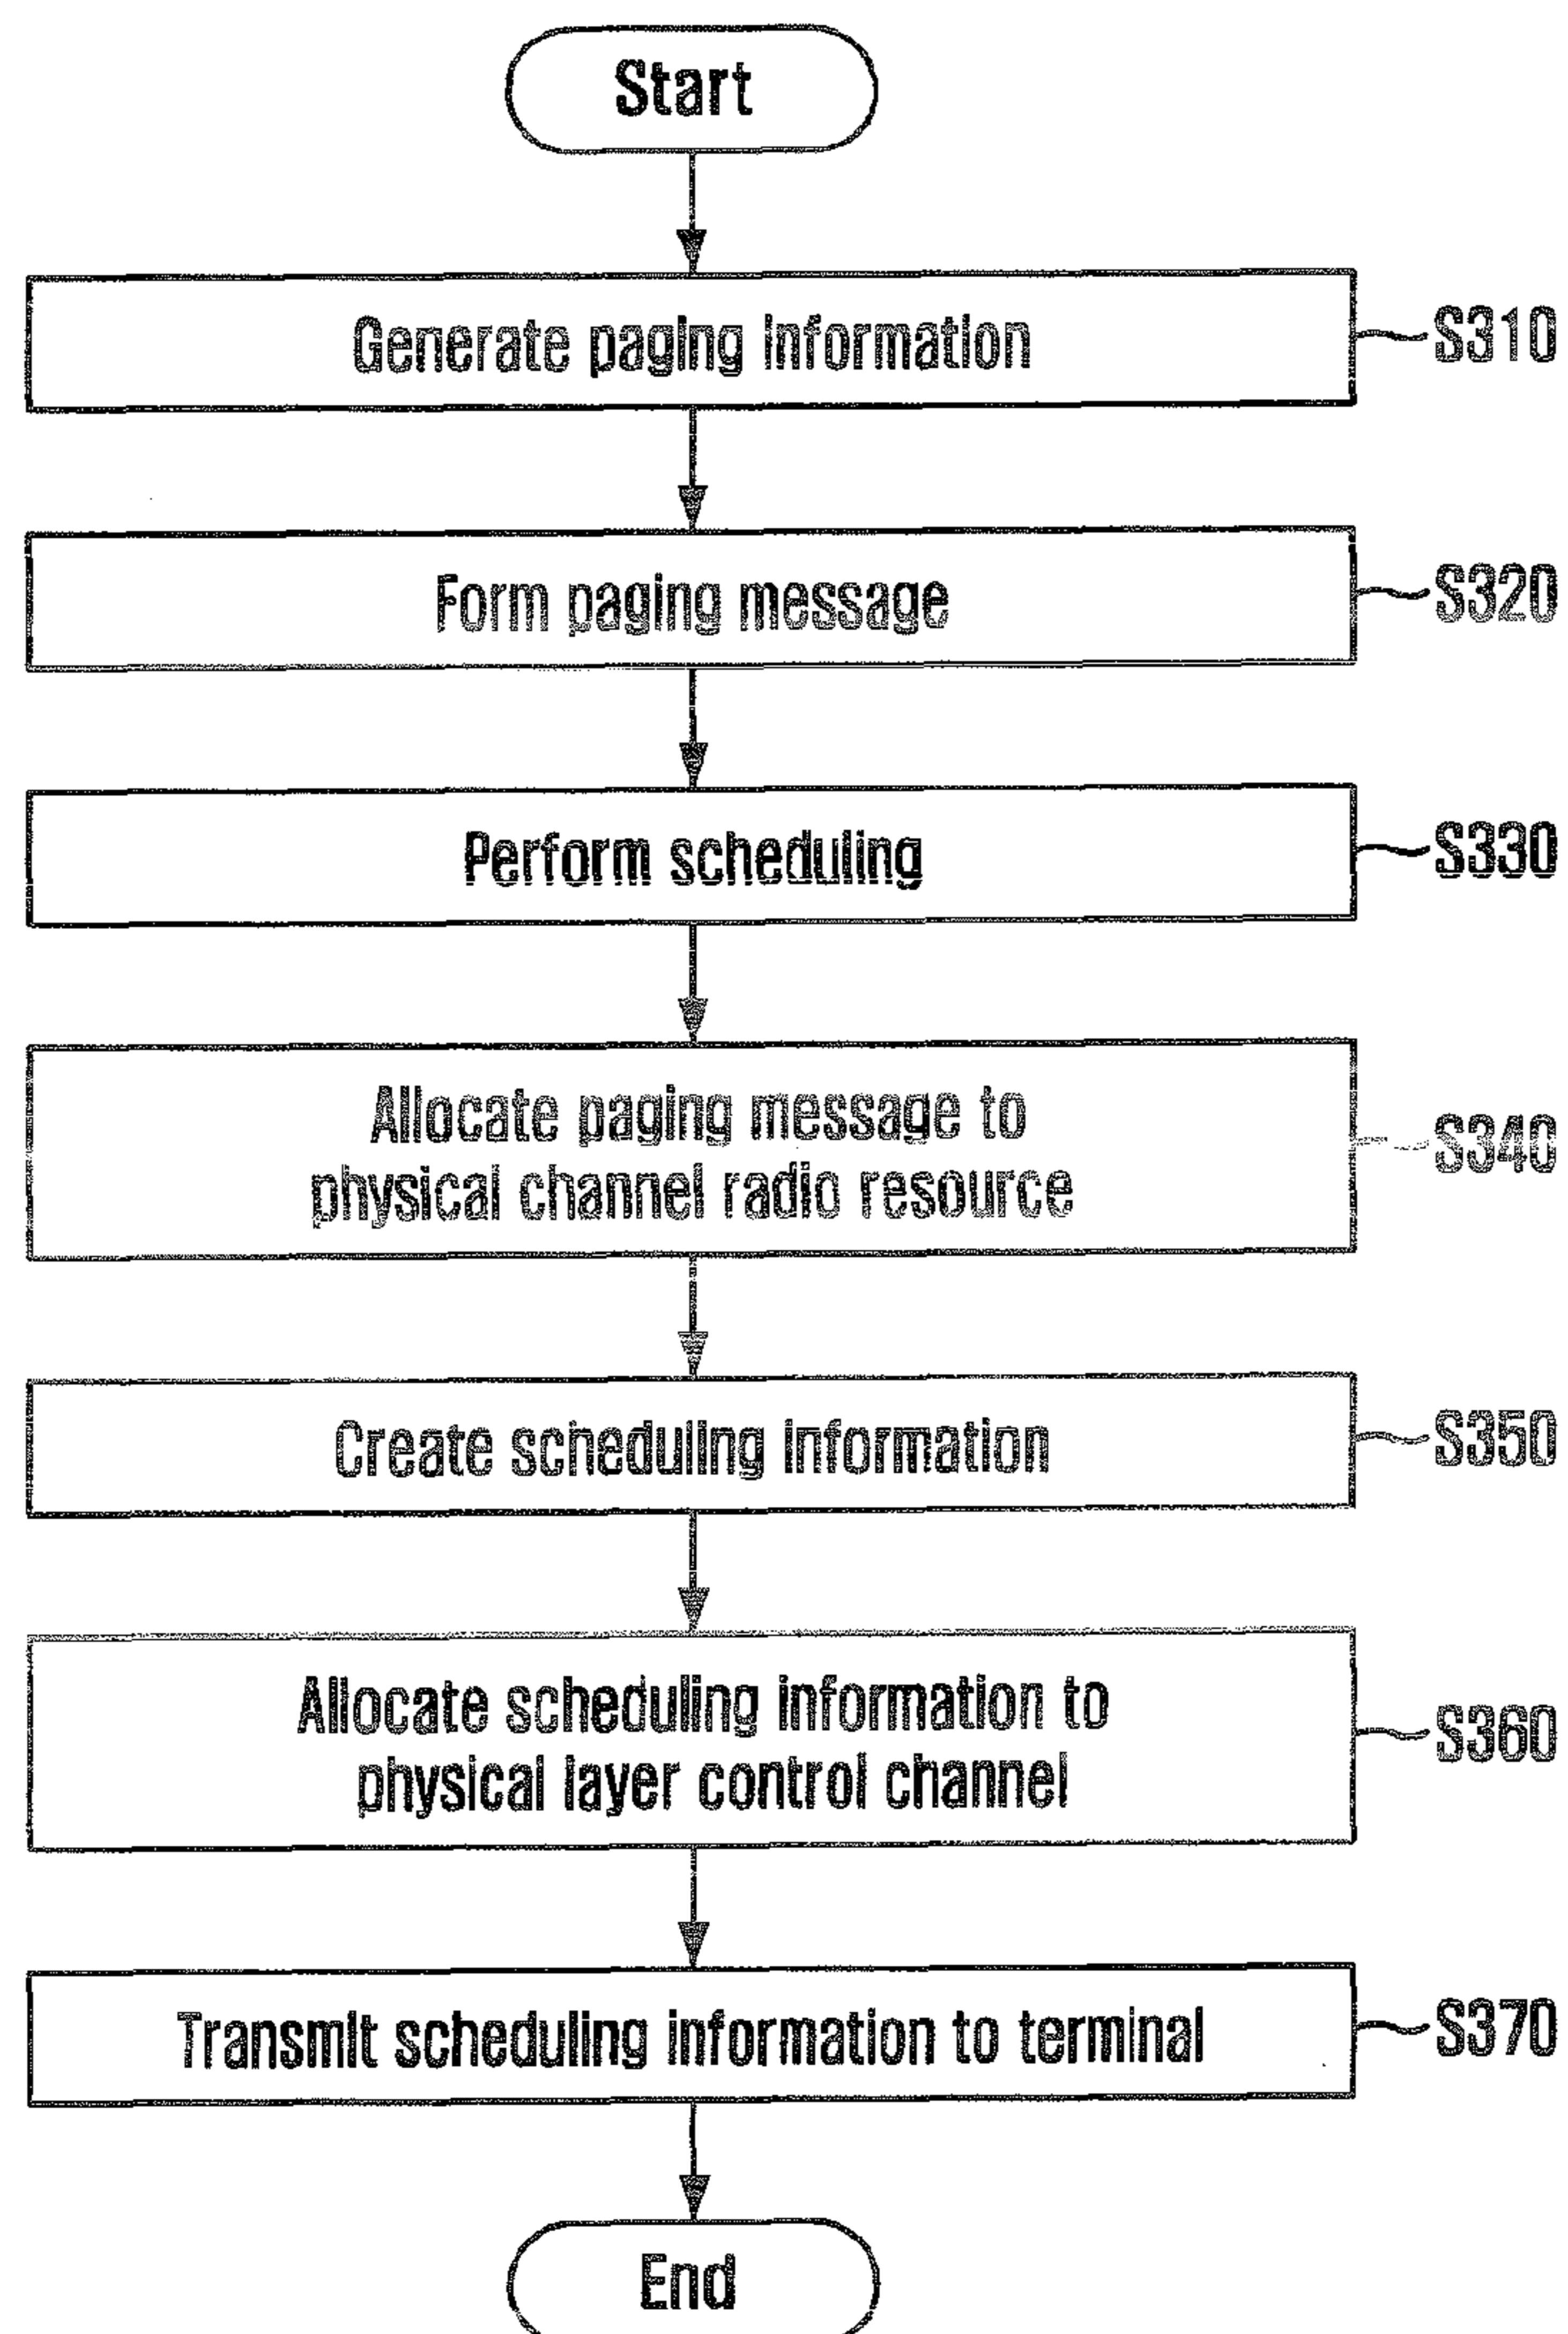 Start
Generate paging information
S310
Form paging message
S320
Perform scheduling
S330
Allocate paging message to
physical channel radio resource
S340
Create scheduling information
S350
Allocate scheduling information to
physical layer control channel
S360
Transmit scheduling information to terminal
S370
End